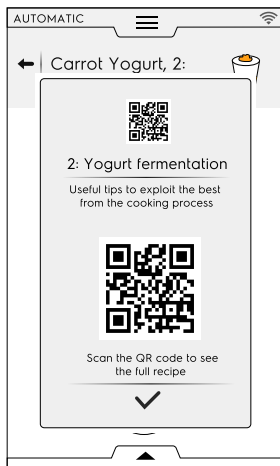 AUTOMATIC
Carrot Yogurt, 2:
2: Yogurt fermentation
Useful tips to exploit the best
from the cooking process
Scan the QR code to see
the full recipe